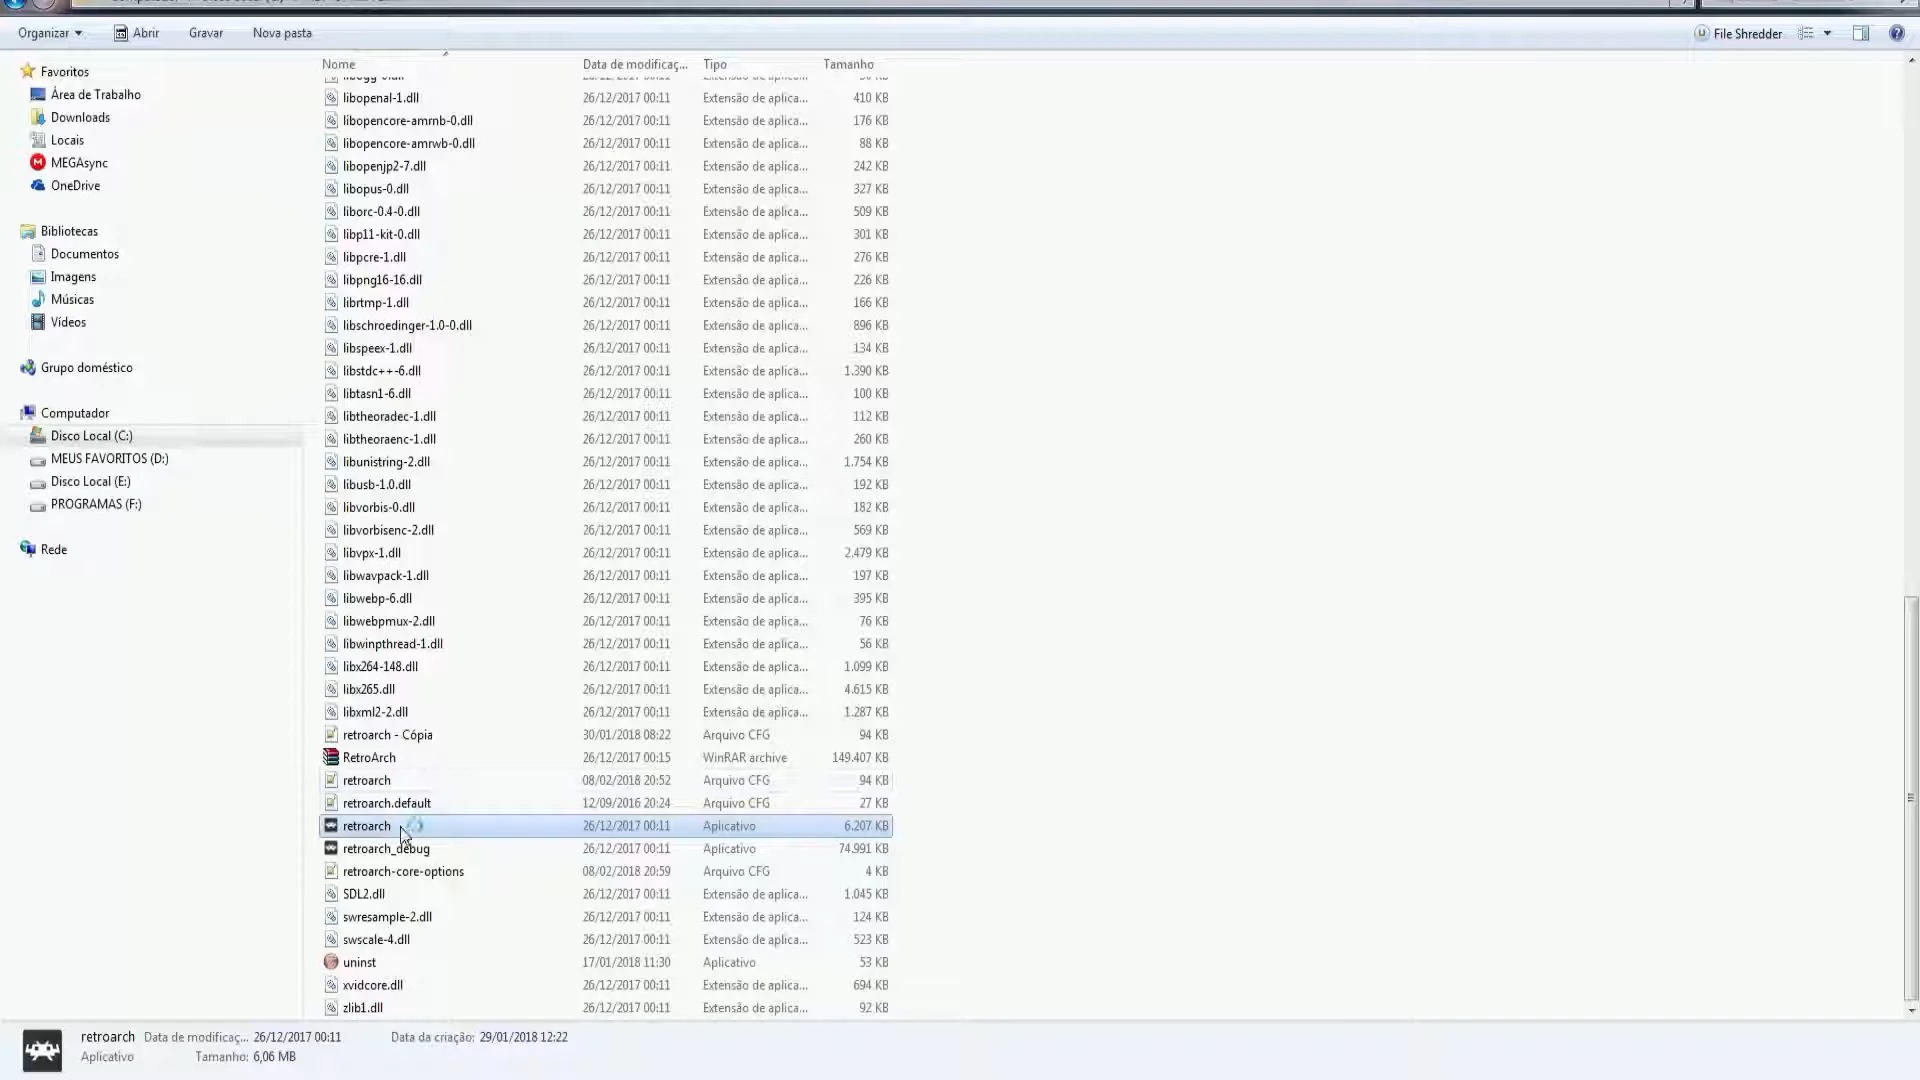 Organizar Abrir Gravar Nova pasta File Shredder
Favoritos
Área de Trabalho
Downloads
Locais
MEGAsync
OneDrive
Bibliotecas
Documentos
Imagens
Músicas
Vídeos
Grupo doméstico
Computador
Disco Local (C:)
MEUS FAVORITOS (D:)
Disco Local (E:)
PROGRAMAS (F:)
Rede
Nome Data de modificaç... Tipo Tamanho
libopenal-1.dll 26/12/2017 00:11 Extensão de aplica... 410 KB
libopencore-amrnb-0.dll 26/12/2017 00:11 Extensão de aplica... 176 KB
libopencore-amrwb-0.dll 26/12/2017 00:11 Extensão de aplica... 88 KB
libopenjp2-7.dll 26/12/2017 00:11 Extensão de aplica... 242 KB
libopus-0.dll 26/12/2017 00:11 Extensão de aplica... 327 KB
liborc-0.4-0.dll 26/12/2017 00:11 Extensão de aplica... 509 KB
libp11-kit-0.dll 26/12/2017 00:11 Extensão de aplica... 301 KB
libpcre-1.dll 26/12/2017 00:11 Extensão de aplica... 276 KB
libpng16-16.dll 26/12/2017 00:11 Extensão de aplica... 226 KB
librtmp-1.dll 26/12/2017 00:11 Extensão de aplica... 166 KB
libschroedinger-1.0-0.dll 26/12/2017 00:11 Extensão de aplica... 896 KB
libspeex-1.dll 26/12/2017 00:11 Extensão de aplica... 134 KB
libstdc++-6.dll 26/12/2017 00:11 Extensão de aplica... 1.390 KB
libtasn1-6.dll 26/12/2017 00:11 Extensão de aplica... 100 KB
libtheoradec-1.dll 26/12/2017 00:11 Extensão de aplica... 112 KB
libtheoraenc-1.dll 26/12/2017 00:11 Extensão de aplica... 260 KB
libunistring-2.dll 26/12/2017 00:11 Extensão de aplica... 1.754 KB
libusb-1.0.dll 26/12/2017 00:11 Extensão de aplica... 192 KB
libvorbis-0.dll 26/12/2017 00:11 Extensão de aplica... 182 KB
libvorbisenc-2.dll 26/12/2017 00:11 Extensão de aplica... 569 KB
libvpx-1.dll 26/12/2017 00:11 Extensão de aplica... 2.479 KB
libwavpack-1.dll 26/12/2017 00:11 Extensão de aplica... 197 KB
libwebp-6.dll 26/12/2017 00:11 Extensão de aplica... 395 KB
libwebpmux-2.dll 26/12/2017 00:11 Extensão de aplica... 76 KB
libwinpthread-1.dll 26/12/2017 00:11 Extensão de aplica... 56 KB
libx264-148.dll 26/12/2017 00:11 Extensão de aplica... 1.099 KB
libx265.dll 26/12/2017 00:11 Extensão de aplica... 4.615 KB
libxml2-2.dll 26/12/2017 00:11 Extensão de aplica... 1.287 KB
retroarch - Cópia 30/01/2018 08:22 Arquivo CFG 94 KB
RetroArch 26/12/2017 00:15 WinRAR archive 149.407 KB
retroarch 08/02/2018 20:52 Arquivo CFG 94 KB
retroarch.default 12/09/2016 20:24 Arquivo CFG 27 KB
retroarch 26/12/2017 00:11 Aplicativo 6.207 KB
retroarch_debug 26/12/2017 00:11 Aplicativo 74.991 KB
retroarch-core-options 08/02/2018 20:59 Arquivo CFG 4 KB
SDL2.dll 26/12/2017 00:11 Extensão de aplica... 1.045 KB
swresample-2.dll 26/12/2017 00:11 Extensão de aplica... 124 KB
swscale-4.dll 26/12/2017 00:11 Extensão de aplica... 523 KB
uninst 17/01/2018 11:30 Aplicativo 53 KB
xvidcore.dll 26/12/2017 00:11 Extensão de aplica... 694 KB
zlib1.dll 26/12/2017 00:11 Extensão de aplica... 92 KB
retroarch Data de modificaç... 26/12/2017 00:11 Data da criação: 29/01/2018 12:22
Aplicativo Tamanho: 6,06 MB